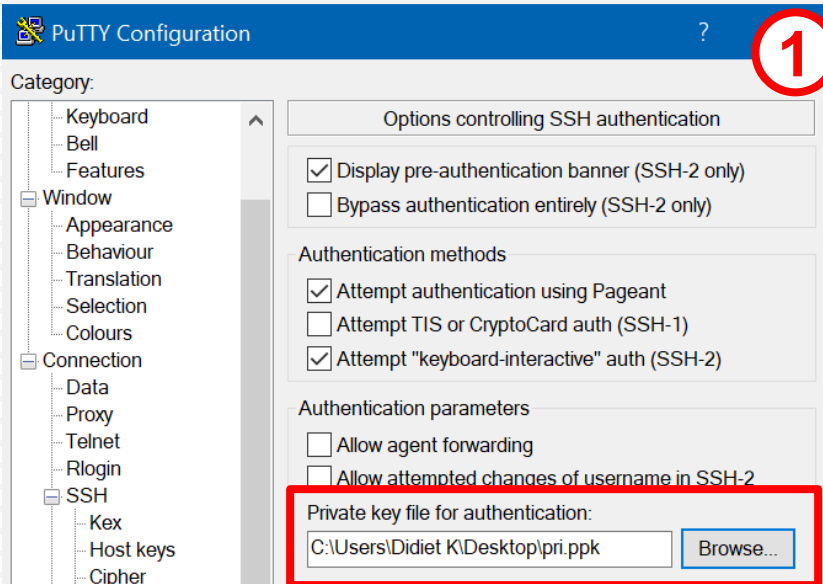 PuTTY Configuration
?
1
Category:
Keyboard
Bell
Features
Window
Appearance
Behaviour
Translation
Selection
Colours
Connection
Data
Proxy
Telnet
Rlogin
SSH
Kex
Host keys
Cipher
Options controlling SSH authentication
Display pre-authentication banner (SSH-2 only)
Bypass authentication entirely (SSH-2 only)
Authentication methods
Attempt authentication using Pageant
Attempt TIS or CryptoCard auth (SSH-1)
Attempt "keyboard-interactive" auth (SSH-2)
Authentication parameters
Allow agent forwarding
Allow attempted changes of username in SSH-2
Private key file for authentication:
C:\Users\Didiet K\Desktop\pri.ppk
Browse...